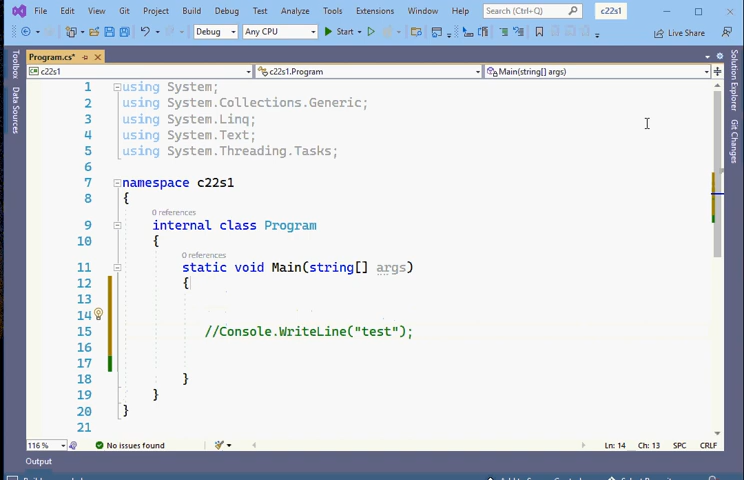 File Edit View Git Project Build Debug Test Analyze Tools Extensions Window Help Search (Ctrl+Q) c22s1
Debug Any CPU Start Live Share
Program.cs*
c22s1 c22s1.Program Main(string[] args)
Toolbox
Data Sources
Solution Explorer
Git Changes
1 using System;
2 using System.Collections.Generic;
3 using System.Linq;
4 using System.Text;
5 using System.Threading.Tasks;
6
7 namespace c22s1
8 {
0 references
9 internal class Program
10 {
0 references
11 static void Main(string[] args)
12 {
13
14
15 //Console.WriteLine("test");
16
17
18 }
19 }
20 }
21
116 % No issues found Ln: 14 Ch: 13 SPC CRLF
Output